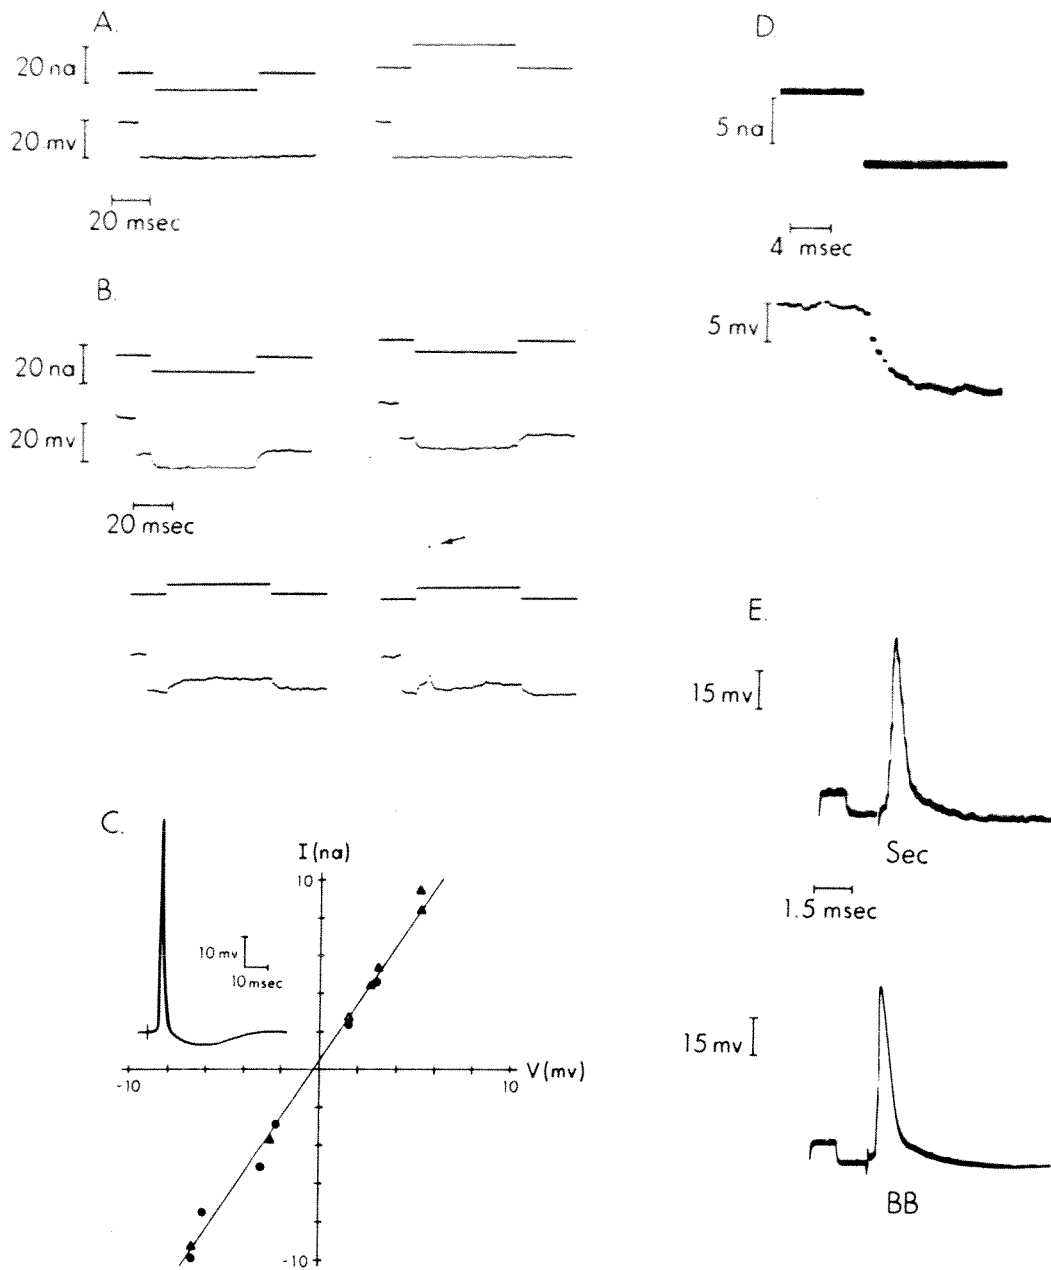 A.
20 na
20 mv
20 msec
B.
20 na
20 mv
20 msec
C.
10 mv
10 msec
I (na)
10
-10
V (mv)
10
-10
D.
5 na
4 msec
5 mv
E.
15 mv
Sec
1.5 msec
15 mv
BB